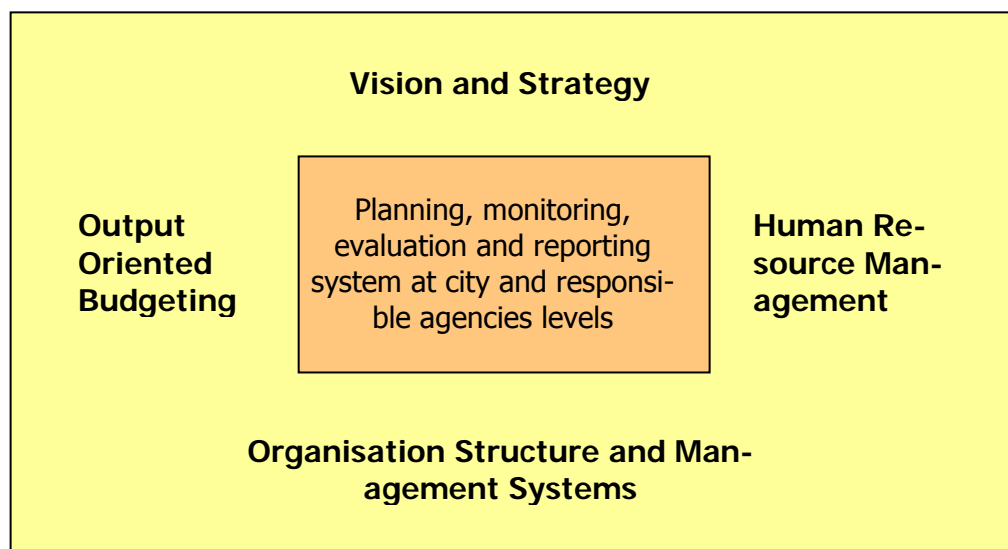 Vision and Strategy
Output
Oriented
Budgeting
Planning, monitoring,
evaluation and reporting
system at city and responsi-
ble agencies levels
Human Re-
source Man-
agement
Organisation Structure and Man-
agement Systems